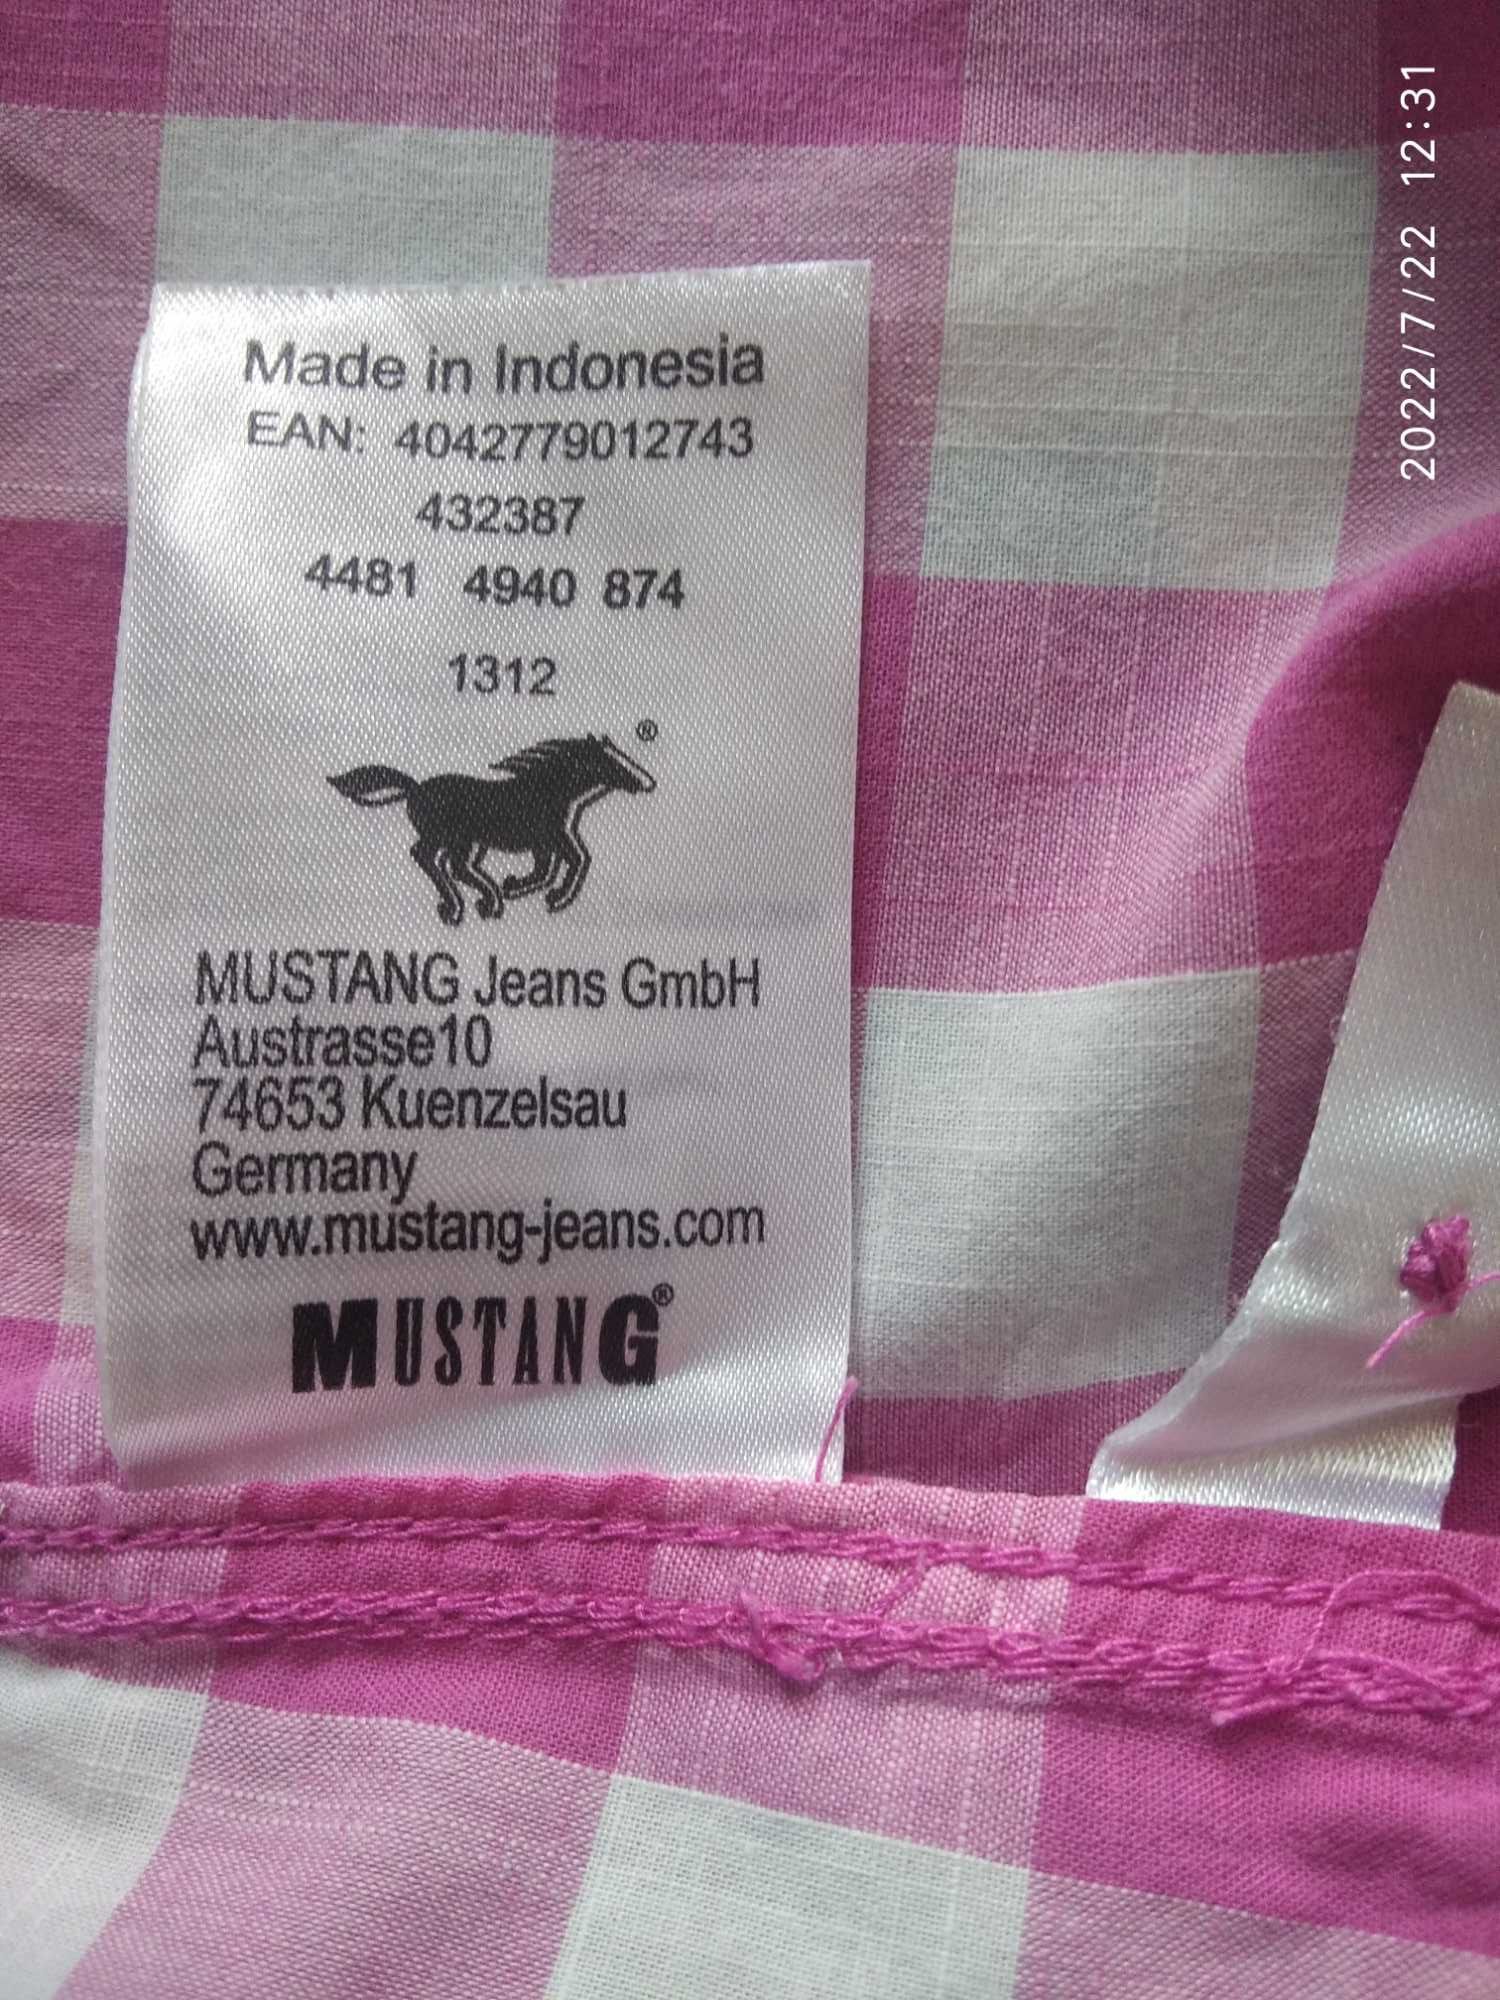 Made in Indonesia
EAN: 4042779012743
432387
4481 4940 874
1312
®
MUSTANG Jeans GmbH
Austrasse10
74653 Kuenzelsau
Germany
www.mustang-jeans.com
MUSTANG®
2022/7/22 12:31